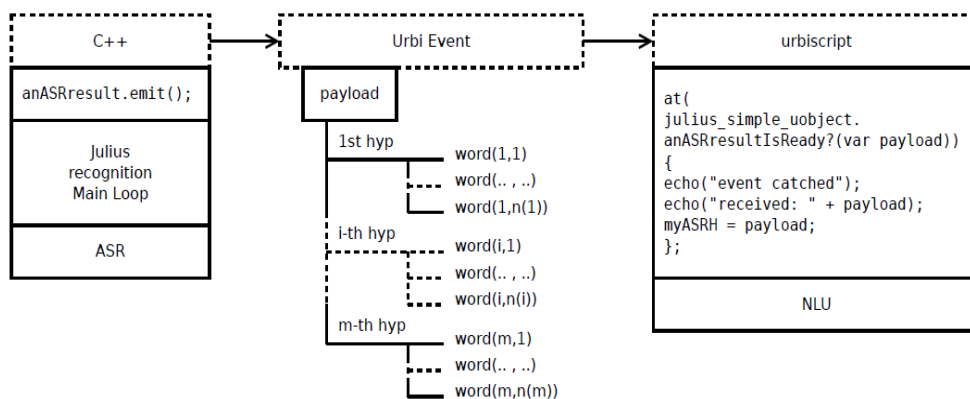 C++
Urbi Event
urbiscript
anASRresult.emit();
Julius
recognition
Main Loop
ASR
payload
1st hyp
word(1,1)
word(.. , ..)
word(1,n(1))
i-th hyp
word(i,1)
word(.. , ..)
word(i,n(i))
m-th hyp
word(m,1)
word(.. , ..)
word(m,n(m))
at(
julius_simple_uobject.
anASRresultIsReady?(var payload))
{
echo("event catched");
echo("received: " + payload);
myASRH = payload;
};
NLU